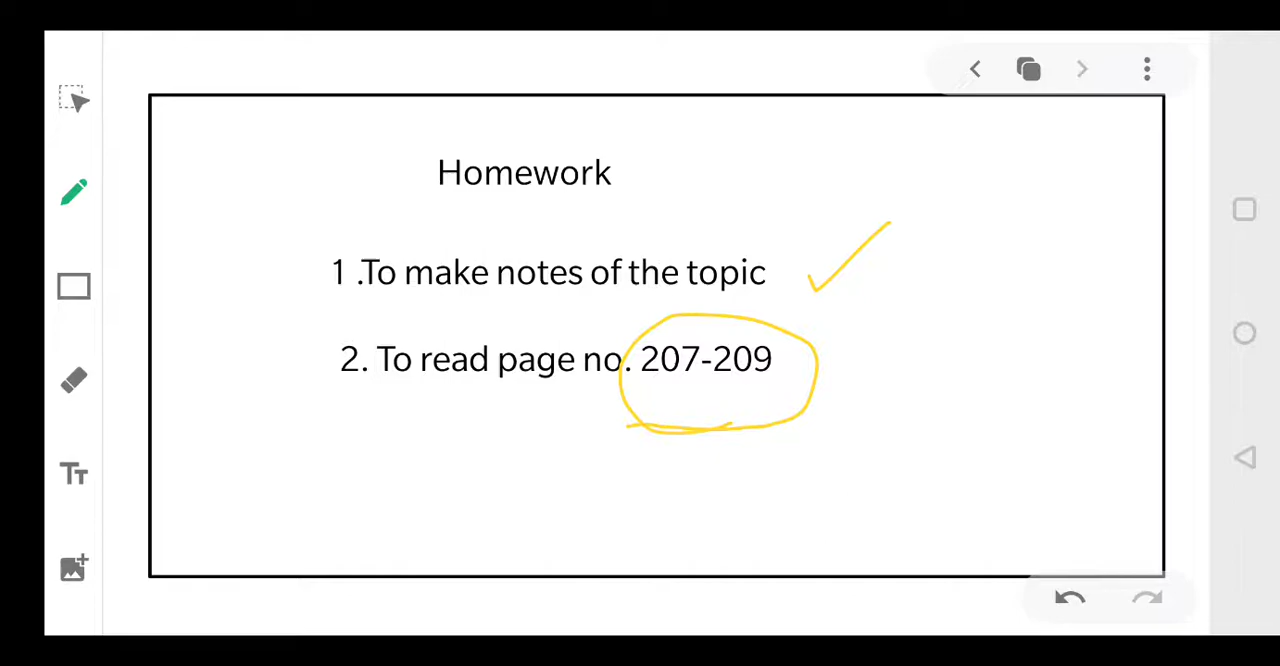 Homework
1 .To make notes of the topic
2. To read page no. 207-209